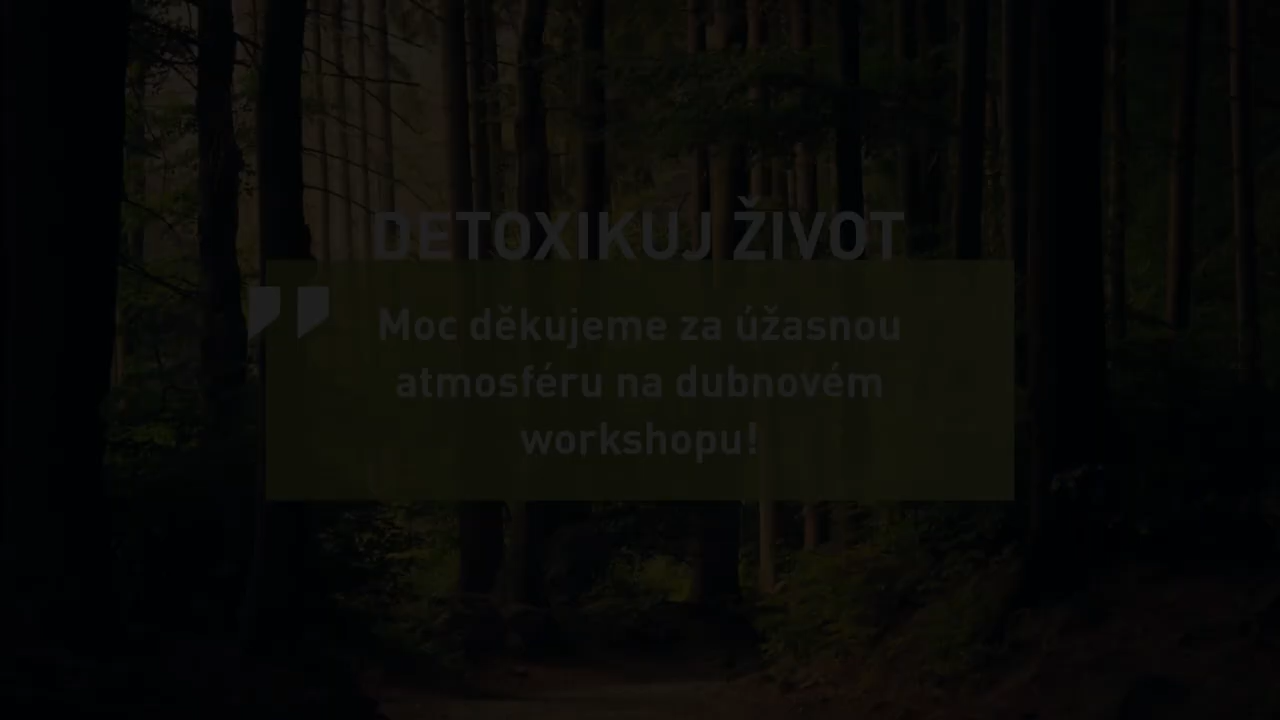 DETOXIKUJ ŽIVOT
Moc děkujeme za úžasnou
atmosféru na dubnovém
workshopu!